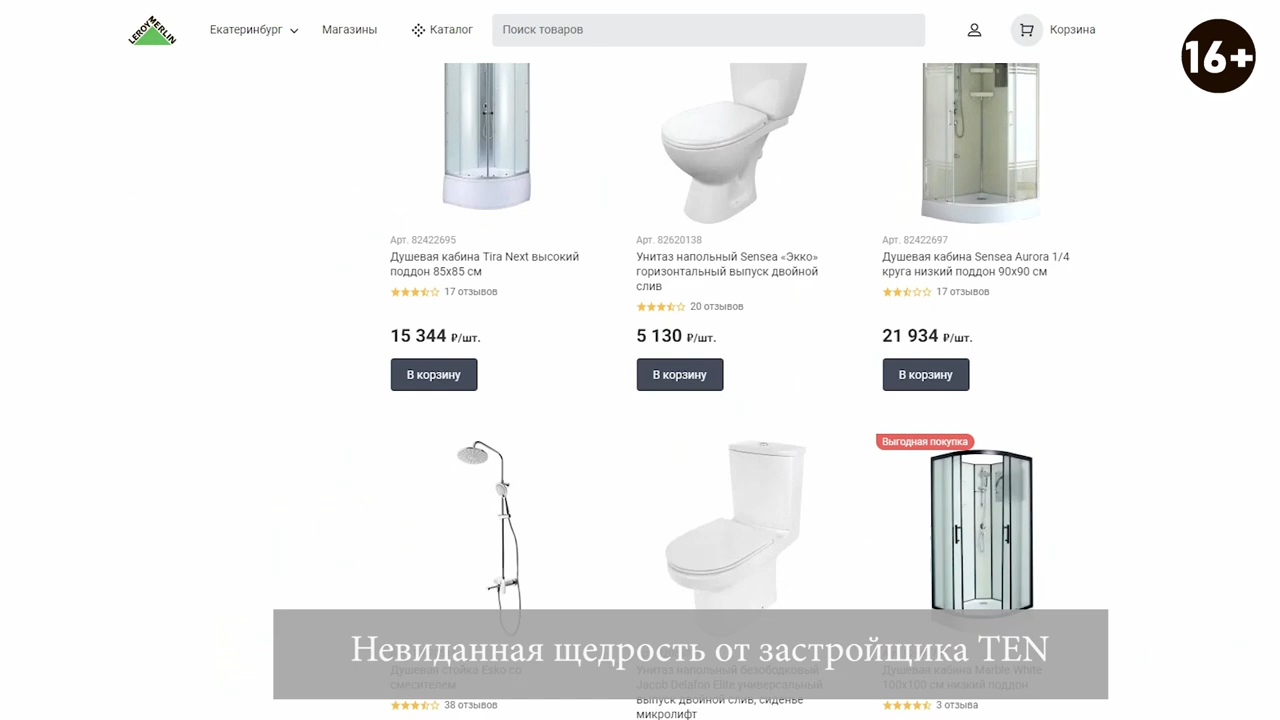 LEROY MERLIN
Екатеринбург
Магазины
Каталог
Поиск товаров
Корзина
16+
Арт. 82422695
Душевая кабина Tira Next высокий
поддон 85х85 см
17 отзывов
15 344 ₽/шт.
В корзину
Арт. 82620138
Унитаз напольный Sensea «Экко»
горизонтальный выпуск двойной
слив
20 отзывов
5 130 ₽/шт.
В корзину
Арт. 82422697
Душевая кабина Sensea Aurora 1/4
круга низкий поддон 90х90 см
17 отзывов
21 934 ₽/шт.
В корзину
Выгодная покупка
Невиданная щедрость от застройщика TEN
Душевая стойка Esko со
смесителем
38 отзывов
Унитаз напольный безободковый
Jacob Delafon Elite универсальный
выпуск двойной слив, сиденье
микролифт
Душевая кабина Marble White
100х100 см низкий поддон
3 отзыва